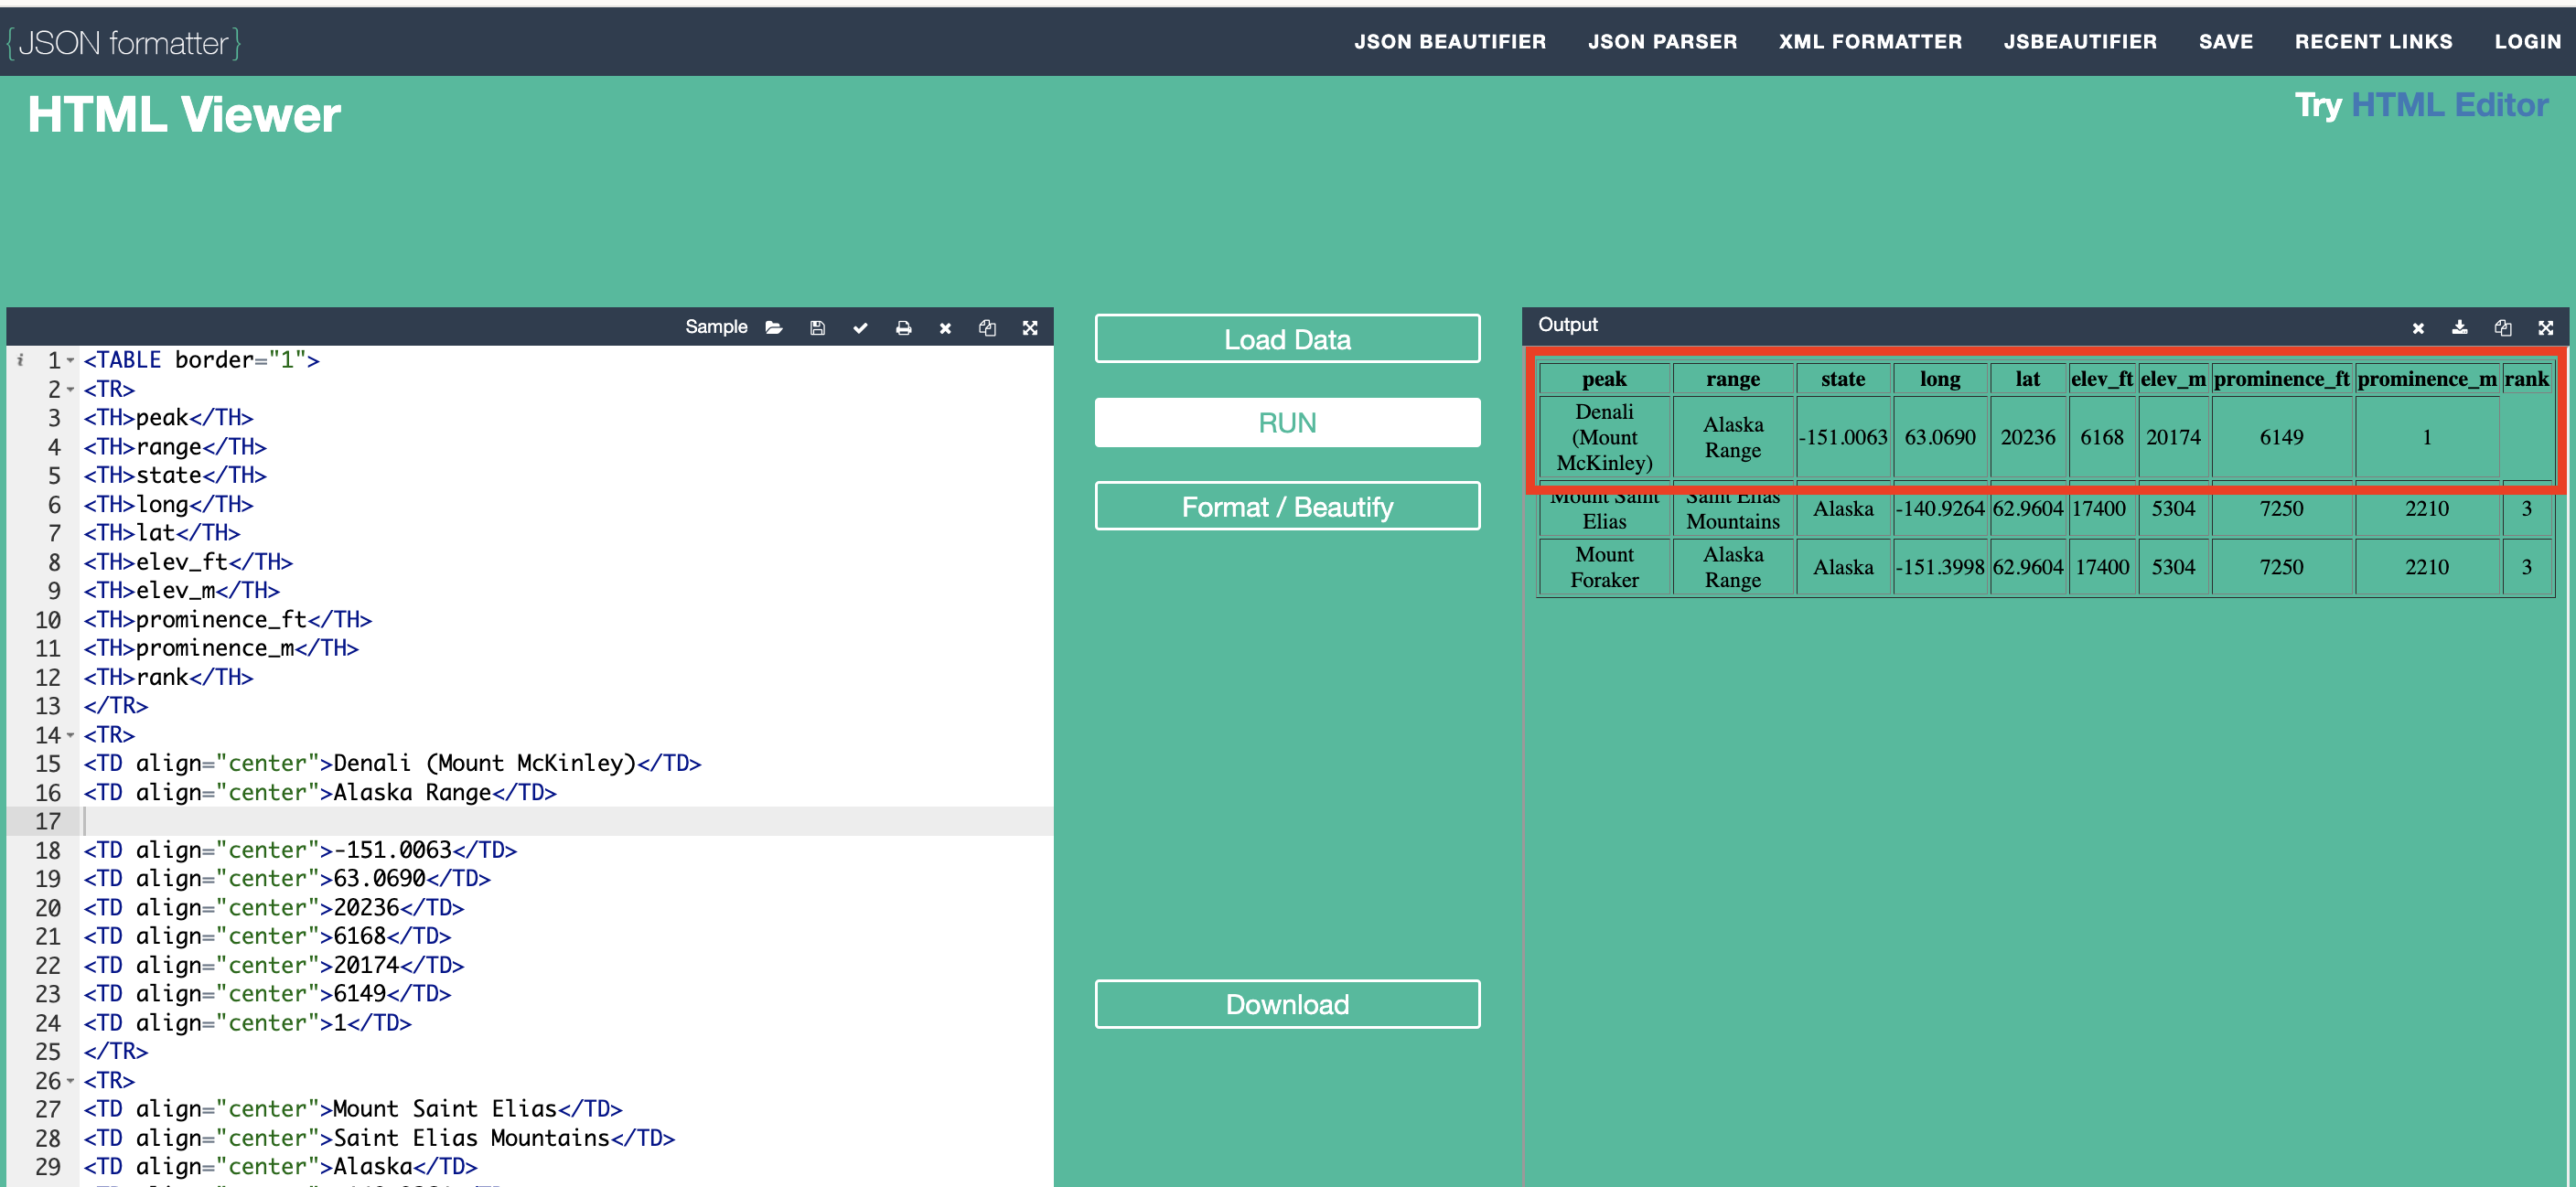 {JSON formatter}
JSON BEAUTIFIER JSON PARSER XML FORMATTER JSBEAUTIFIER SAVE RECENT LINKS LOGIN
HTML Viewer
Try HTML Editor
Sample
1 <TABLE border="1">
2 <TR>
3 <TH>peak</TH>
4 <TH>range</TH>
5 <TH>state</TH>
6 <TH>long</TH>
7 <TH>lat</TH>
8 <TH>elev_ft</TH>
9 <TH>elev_m</TH>
10 <TH>prominence_ft</TH>
11 <TH>prominence_m</TH>
12 <TH>rank</TH>
13 </TR>
14 <TR>
15 <TD align="center">Denali (Mount McKinley)</TD>
16 <TD align="center">Alaska Range</TD>
17
18 <TD align="center">-151.0063</TD>
19 <TD align="center">63.0690</TD>
20 <TD align="center">20236</TD>
21 <TD align="center">6168</TD>
22 <TD align="center">20174</TD>
23 <TD align="center">6149</TD>
24 <TD align="center">1</TD>
25 </TR>
26 <TR>
27 <TD align="center">Mount Saint Elias</TD>
28 <TD align="center">Saint Elias Mountains</TD>
29 <TD align="center">Alaska</TD>
Load Data
RUN
Format / Beautify
Download
Output
peak range state long lat elev_ft elev_m prominence_ft prominence_m rank
Denali
(Mount
McKinley)
Alaska
Range
-151.0063 63.0690 20236 6168 20174 6149 1
Mount Saint
Elias
Saint Elias
Mountains
Alaska -140.9264 62.9604 17400 5304 7250 2210 3
Mount
Foraker
Alaska
Range
Alaska -151.3998 62.9604 17400 5304 7250 2210 3